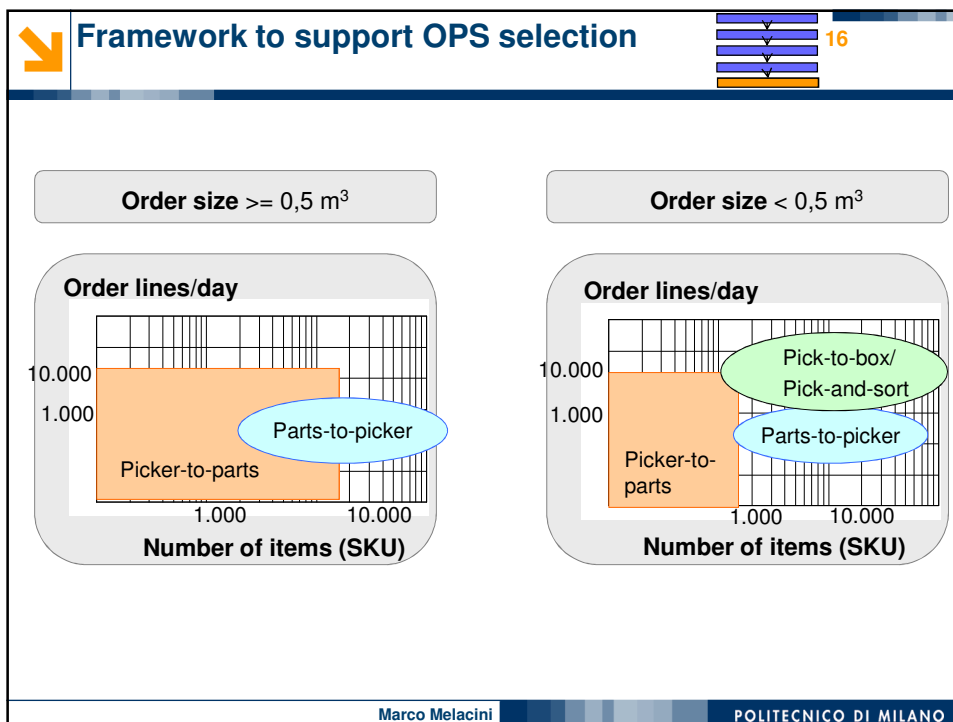 Framework to support OPS selection
16
Order size >= 0,5 m³
Order lines/day
10.000
1.000
Parts-to-picker
Picker-to-parts
1.000
10.000
Number of items (SKU)
Order size < 0,5 m³
Order lines/day
10.000
1.000
Pick-to-box/
Pick-and-sort
Parts-to-picker
Picker-to-
parts
1.000
10.000
Number of items (SKU)
Marco Melacini
POLITECNICO DI MILANO